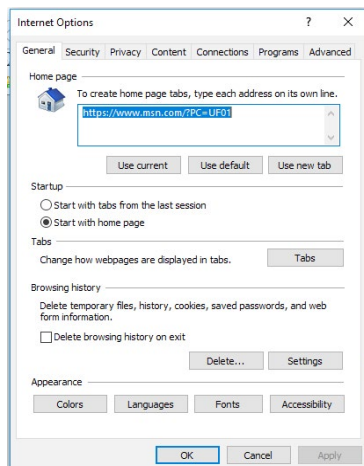 Internet Options ? ×
General Security Privacy Content Connections Programs Advanced
Home page
To create home page tabs, type each address on its own line.
https://www.msn.com/?PC=UF01
Use current Use default Use new tab
Startup
Start with tabs from the last session
Start with home page
Tabs
Change how webpages are displayed in tabs. Tabs
Browsing history
Delete temporary files, history, cookies, saved passwords, and web
form information.
Delete browsing history on exit
Delete... Settings
Appearance
Colors Languages Fonts Accessibility
OK Cancel Apply